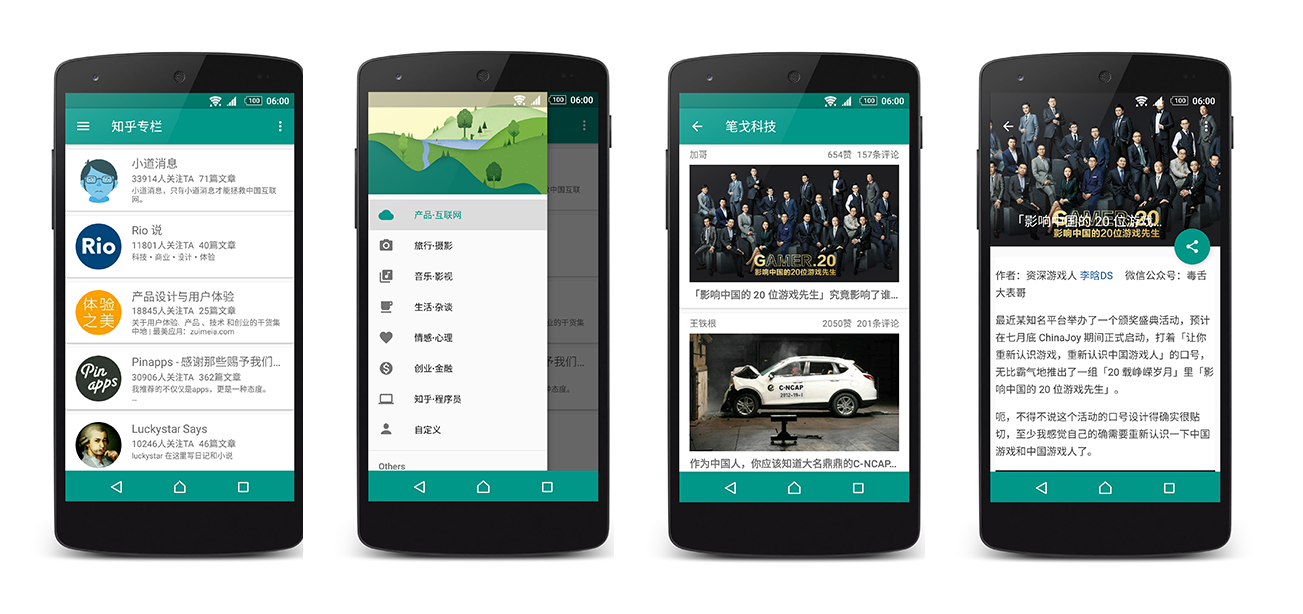 100 06:00
知乎专栏
小道消息
33914人关注TA 71篇文章
小道消息，只有小道消息才能拯救中国互联
网。
Rio
Rio 说
11801人关注TA 40篇文章
科技·商业·设计·体验
体验
之美
产品设计与用户体验
18845人关注TA 25篇文章
关于用户体验、产品、技术 和创业的干货集
中地 | 最美应用：zuimeia.com
Pin
apps
Pinapps - 感谢那些赐予我们...
30906人关注TA 362篇文章
我推荐的不仅仅是apps，更是一种态度。
...
Luckystar Says
10246人关注TA 46篇文章
luckystar 在这里写日记和小说
100 06:00
产品·互联网
旅行·摄影
音乐·影视
生活·杂谈
情感·心理
创业·金融
知乎·程序员
自定义
Others
中国互联
业的干货集
予我们...
态度。
100 06:00
笔戈科技
加哥 654赞 157条评论
GAMER.20
影响中国的20位游戏先生
「影响中国的 20 位游戏先生」究竟影响了谁...
王铁根 2050赞 201条评论
C-NCAP
作为中国人，你应该知道大名鼎鼎的C-NCAP...
100 06:00
GAMER.20
「影响中国的 20 位游戏...
影响中国的20位游戏先生
作者：资深游戏人 李晗DS 微信公众号：毒舌
大表哥
最近某知名平台举办了一个颁奖盛典活动，预计
在七月底 ChinaJoy 期间正式启动，打着「让你
重新认识游戏，重新认识中国游戏人」的口号，
无比霸气地推出了一组「20 载峥嵘岁月」里「影
响中国的 20 位游戏先生」。
呃，不得不说这个活动的口号设计得确实很贴
切，至少我感觉自己的确需要重新认识一下中国
游戏和中国游戏人了。